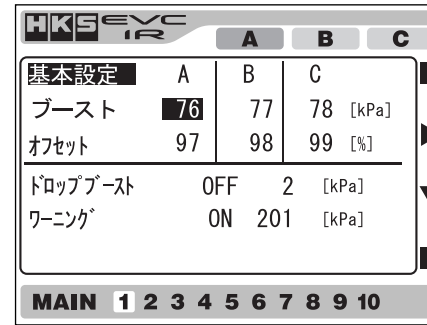 HKS EVC IR
A B C
基本設定 A B C
ブースト 76 77 78 [kPa]
オフセット 97 98 99 [%]
ドロップブースト OFF 2 [kPa]
ワーニング ON 201 [kPa]
MAIN 1 2 3 4 5 6 7 8 9 10